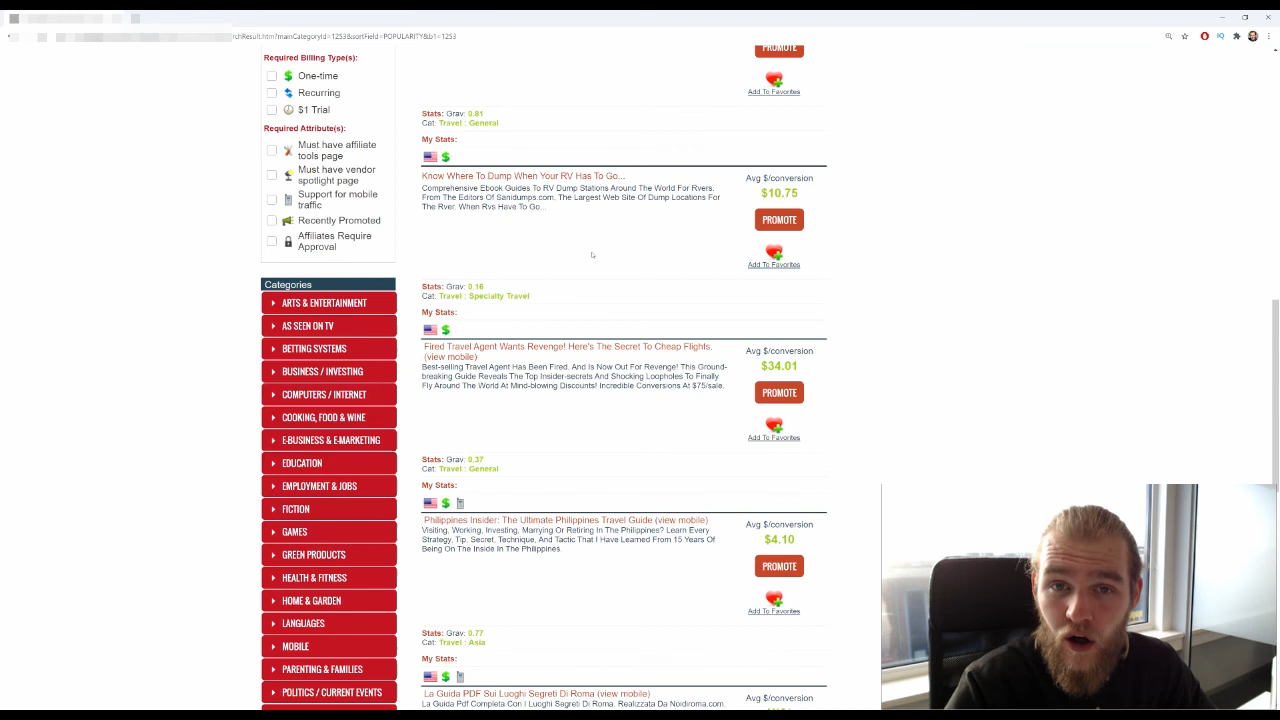 rchResult.htm?mainCategoryId=1253&sortField=POPULARITY&b1=1253
Required Billing Type(s):
One-time
Recurring
$1 Trial
Required Attribute(s):
Must have affiliate
tools page
Must have vendor
spotlight page
Support for mobile
traffic
Recently Promoted
Affiliates Require
Approval
Categories
ARTS & ENTERTAINMENT
AS SEEN ON TV
BETTING SYSTEMS
BUSINESS / INVESTING
COMPUTERS / INTERNET
COOKING, FOOD & WINE
E-BUSINESS & E-MARKETING
EDUCATION
EMPLOYMENT & JOBS
FICTION
GAMES
GREEN PRODUCTS
HEALTH & FITNESS
HOME & GARDEN
LANGUAGES
MOBILE
PARENTING & FAMILIES
POLITICS / CURRENT EVENTS
PROMOTE
Add To Favorites
Stats: Grav: 0.81
Cat: Travel : General
My Stats:
Know Where To Dump When Your RV Has To Go...
Comprehensive Ebook Guides To RV Dump Stations Around The World For Rvers.
From The Editors Of Sanidumps.com, The Largest Web Site Of Dump Locations For
The Rver. When Rvs Have To Go...
Avg $/conversion
$10.75
PROMOTE
Add To Favorites
Stats: Grav: 0.16
Cat: Travel : Specialty Travel
My Stats:
Fired Travel Agent Wants Revenge! Here's The Secret To Cheap Flights.
(view mobile)
Best-selling Travel Agent Has Been Fired, And Is Now Out For Revenge! This Ground-
breaking Guide Reveals The Top Insider-secrets And Shocking Loopholes To Finally
Fly Around The World At Mind-blowing Discounts! Incredible Conversions At $75/sale.
Avg $/conversion
$34.01
PROMOTE
Add To Favorites
Stats: Grav: 0.37
Cat: Travel : General
My Stats:
Philippines Insider: The Ultimate Philippines Travel Guide (view mobile)
Visiting, Working, Investing, Marrying Or Retiring In The Philippines? Learn Every
Strategy, Tip, Secret, Technique, And Tactic That I Have Learned From 15 Years Of
Being On The Inside In The Philippines.
Avg $/conversion
$4.10
PROMOTE
Add To Favorites
Stats: Grav: 0.77
Cat: Travel : Asia
My Stats:
La Guida PDF Sui Luoghi Segreti Di Roma (view mobile)
La Guida Pdf Completa Con I Luoghi Segreti Di Roma. Realizzata Da Noidiroma.com.
Avg $/conversion